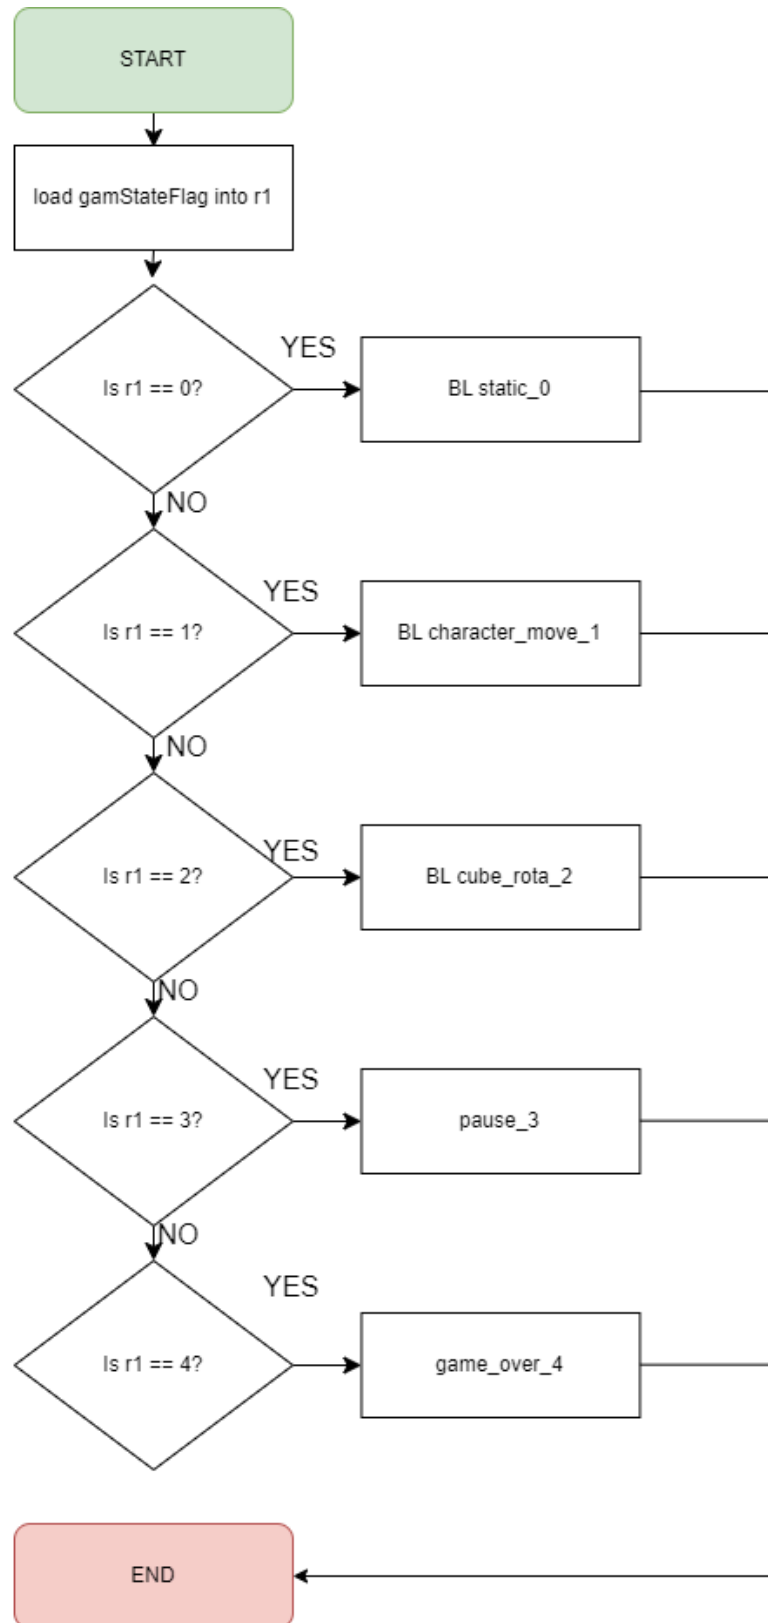 START
load gamStateFlag into r1
Is r1 == 0?
YES
BL static_0
NO
Is r1 == 1?
YES
BL character_move_1
NO
Is r1 == 2?
YES
BL cube_rota_2
NO
Is r1 == 3?
YES
pause_3
NO
Is r1 == 4?
YES
game_over_4
END